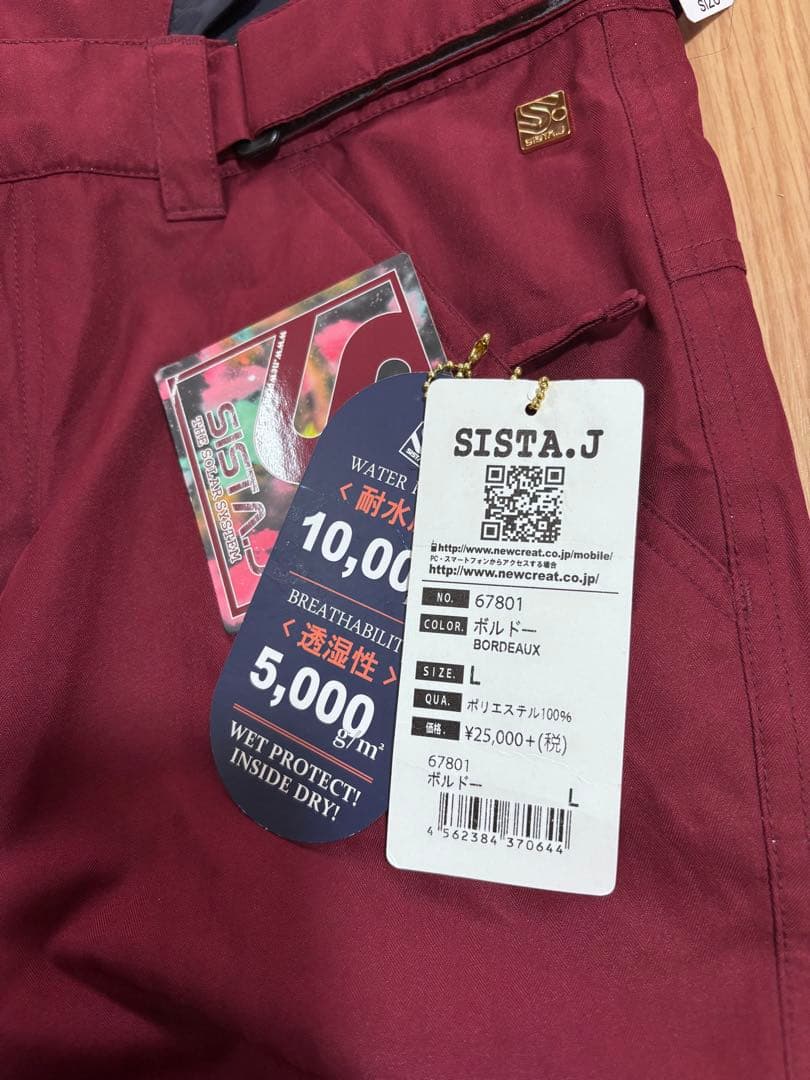 SIZE
SISTA.J
www.new
SISTA.J
THE SOLAR SYSTEM
SISTA.J
WATER
< 耐水
10,00
BREATHABILIT
< 透湿性 >
5,000
g/m²
WET PROTECT!
INSIDE DRY!
SISTA.J
http://www.newcreat.co.jp/mobile/
PC・スマートフォンからアクセスする場合
http://www.newcreat.co.jp/
NO. 67801
COLOR. ボルドー
BORDEAUX
SIZE. L
QUA. ポリエステル100%
価格. ¥25,000+(税)
67801
ボルドー L
4 562384 370644